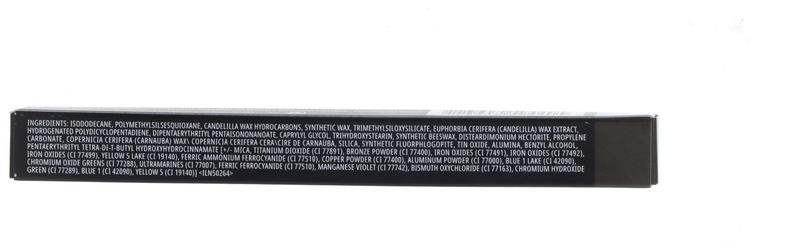 INGREDIENTS: ISODODECANE, POLYMETHYLSILSESQUIOXANE, CANDELILLA WAX HYDROCARBONS, SYNTHETIC WAX, TRIMETHYLSILOXYSILICATE, EUPHORBIA CERIFERA (CANDELILLA) WAX EXTRACT,
HYDROGENATED POLYDICYCLOPENTADIENE, DIPENTAERYTHRITYL PENTAISONONANOATE, CAPRYLYL GLYCOL, TRIHYDROXYSTEARIN, SYNTHETIC BEESWAX, DISTEARDIMONIUM HECTORITE, PROPYLENE
CARBONATE, COPERNICIA CERIFERA (CARNAUBA) WAX\ COPERNICIA CERIFERA CERA\CIRE DE CARNAUBA, SILICA, SYNTHETIC FLUORPHLOGOPITE, TIN OXIDE, ALUMINA, BENZYL ALCOHOL,
PENTAERYTHRITYL TETRA-DI-T-BUTYL HYDROXYHYDROCINNAMATE [+/- MICA, TITANIUM DIOXIDE (CI 77891), BRONZE POWDER (CI 77400), IRON OXIDES (CI 77491), IRON OXIDES (CI 77492),
IRON OXIDES (CI 77499), YELLOW 5 LAKE (CI 19140), FERRIC AMMONIUM FERROCYANIDE (CI 77510), COPPER POWDER (CI 77400), ALUMINUM POWDER (CI 77000), BLUE 1 LAKE (CI 42090),
CHROMIUM OXIDE GREENS (CI 77288), ULTRAMARINES (CI 77007), FERRIC FERROCYANIDE (CI 77510), MANGANESE VIOLET (CI 77742), BISMUTH OXYCHLORIDE (CI 77163), CHROMIUM HYDROXIDE
GREEN (CI 77289), BLUE 1 (CI 42090), YELLOW 5 (CI 19140)] <ILN50264>